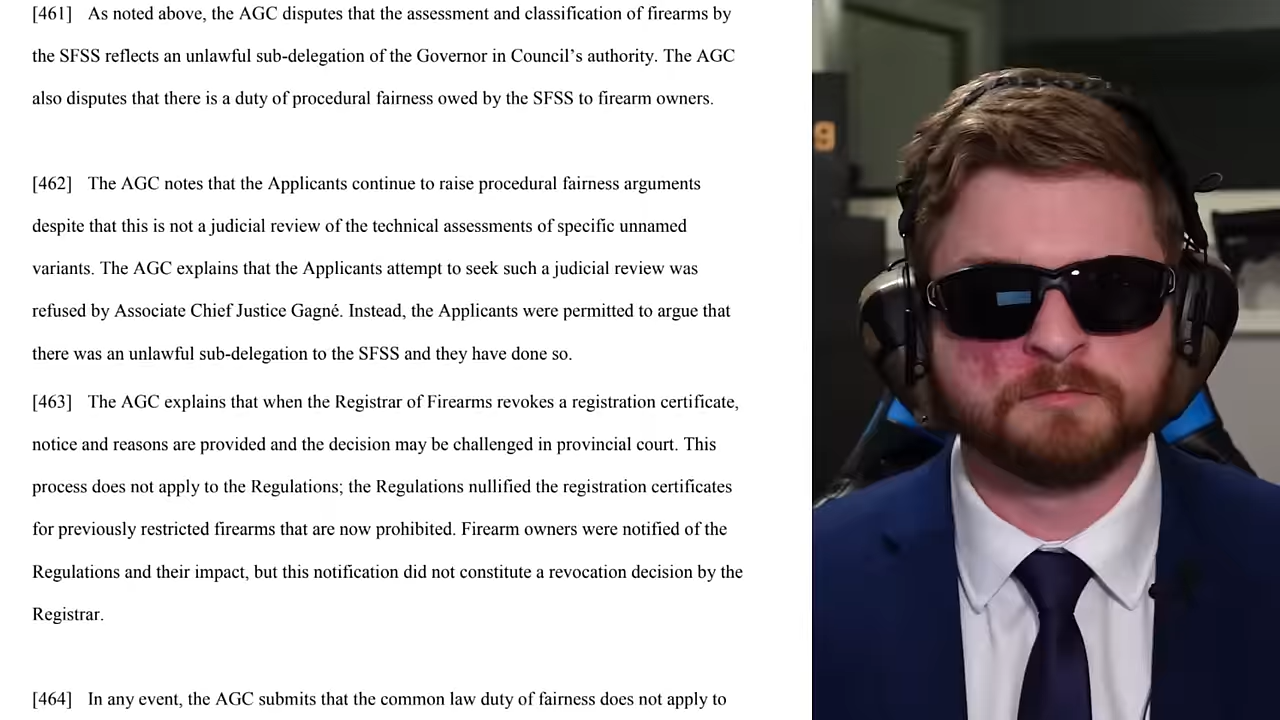 [461] As noted above, the AGC disputes that the assessment and classification of firearms by
the SFSS reflects an unlawful sub-delegation of the Governor in Council’s authority. The AGC
also disputes that there is a duty of procedural fairness owed by the SFSS to firearm owners.
[462] The AGC notes that the Applicants continue to raise procedural fairness arguments
despite that this is not a judicial review of the technical assessments of specific unnamed
variants. The AGC explains that the Applicants attempt to seek such a judicial review was
refused by Associate Chief Justice Gagné. Instead, the Applicants were permitted to argue that
there was an unlawful sub-delegation to the SFSS and they have done so.
[463] The AGC explains that when the Registrar of Firearms revokes a registration certificate,
notice and reasons are provided and the decision may be challenged in provincial court. This
process does not apply to the Regulations; the Regulations nullified the registration certificates
for previously restricted firearms that are now prohibited. Firearm owners were notified of the
Regulations and their impact, but this notification did not constitute a revocation decision by the
Registrar.
[464] In any event, the AGC submits that the common law duty of fairness does not apply to
9